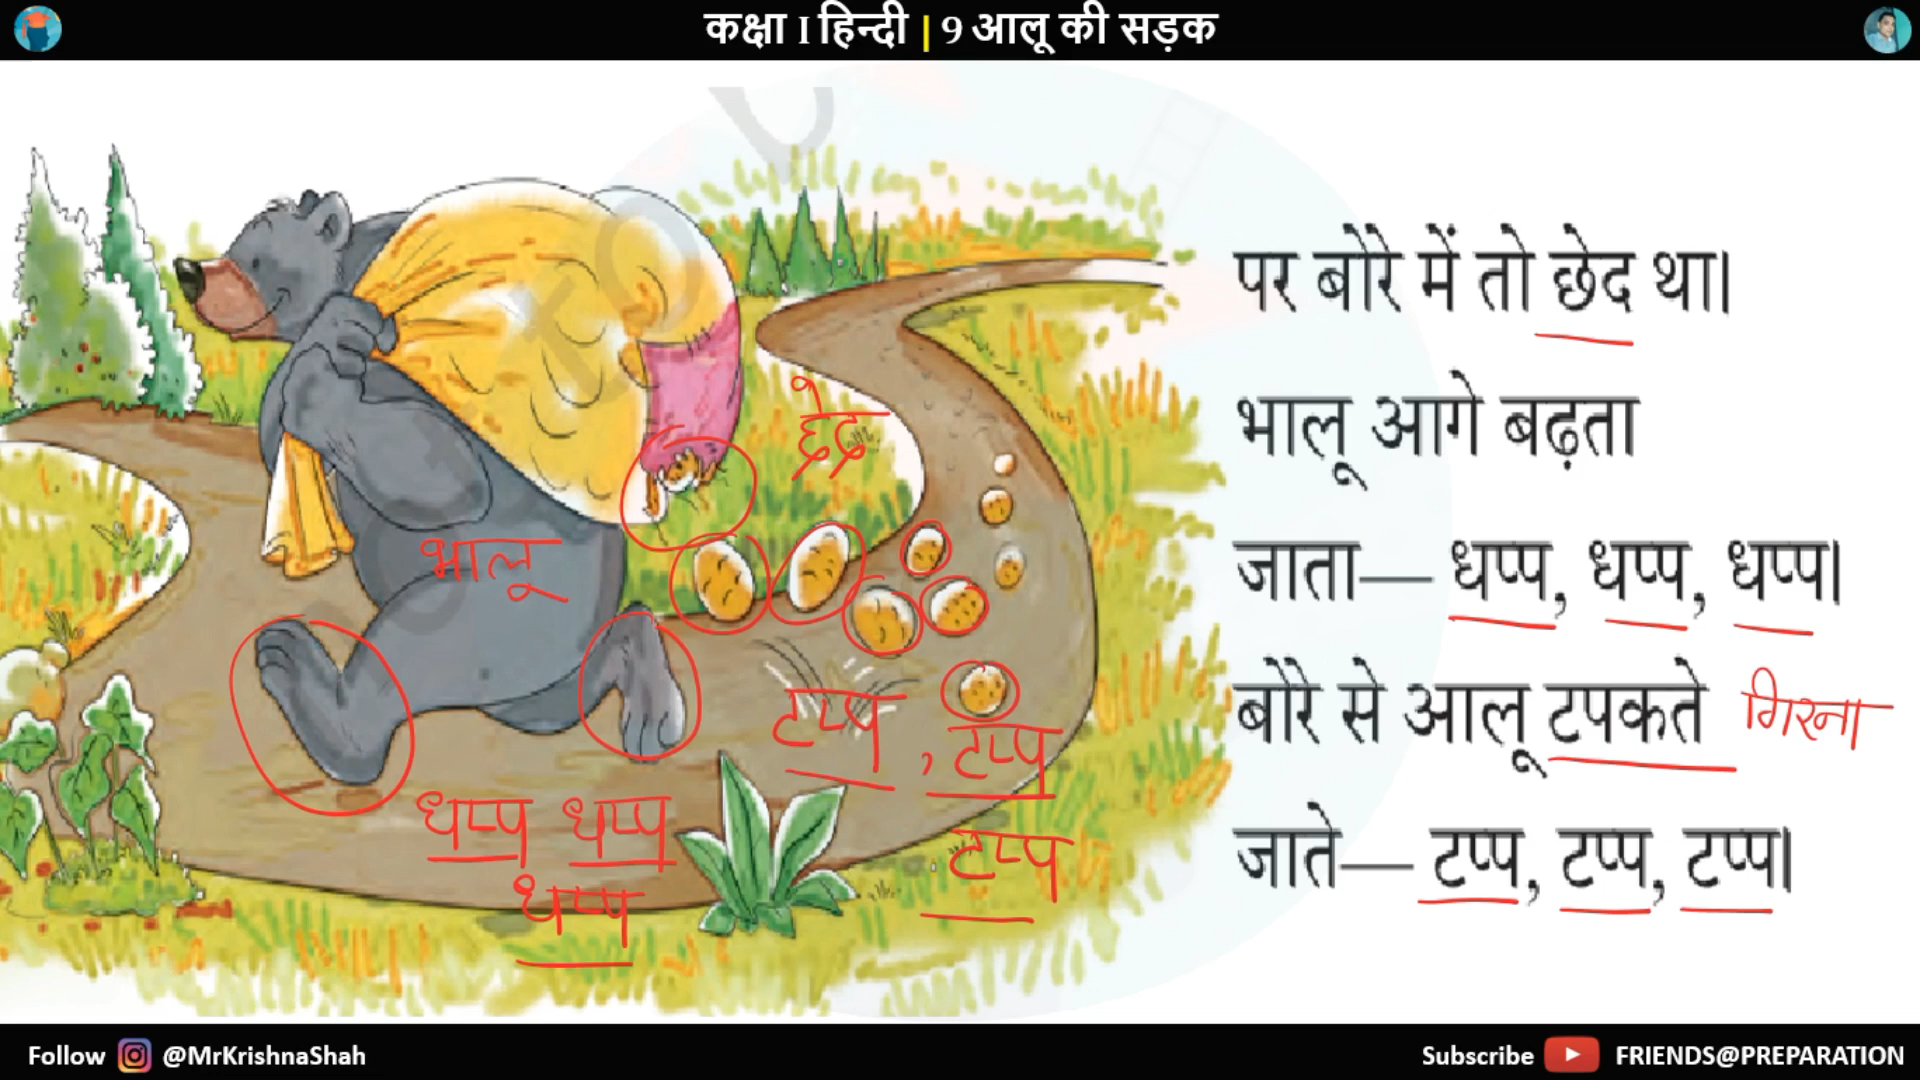 कक्षा I हिन्दी | 9 आलू की सड़क
पर बोरे में तो छेद था।
भालू आगे बढ़ता
जाता— धप्प, धप्प, धप्प।
बोरे से आलू टपकते गिरना
जाते— टप्प, टप्प, टप्प।
छेद
भालू
टप्प, टप्प
टप्प
धप्प धप्प
धप्प
Follow @MrKrishnaShah
Subscribe FRIENDS@PREPARATION